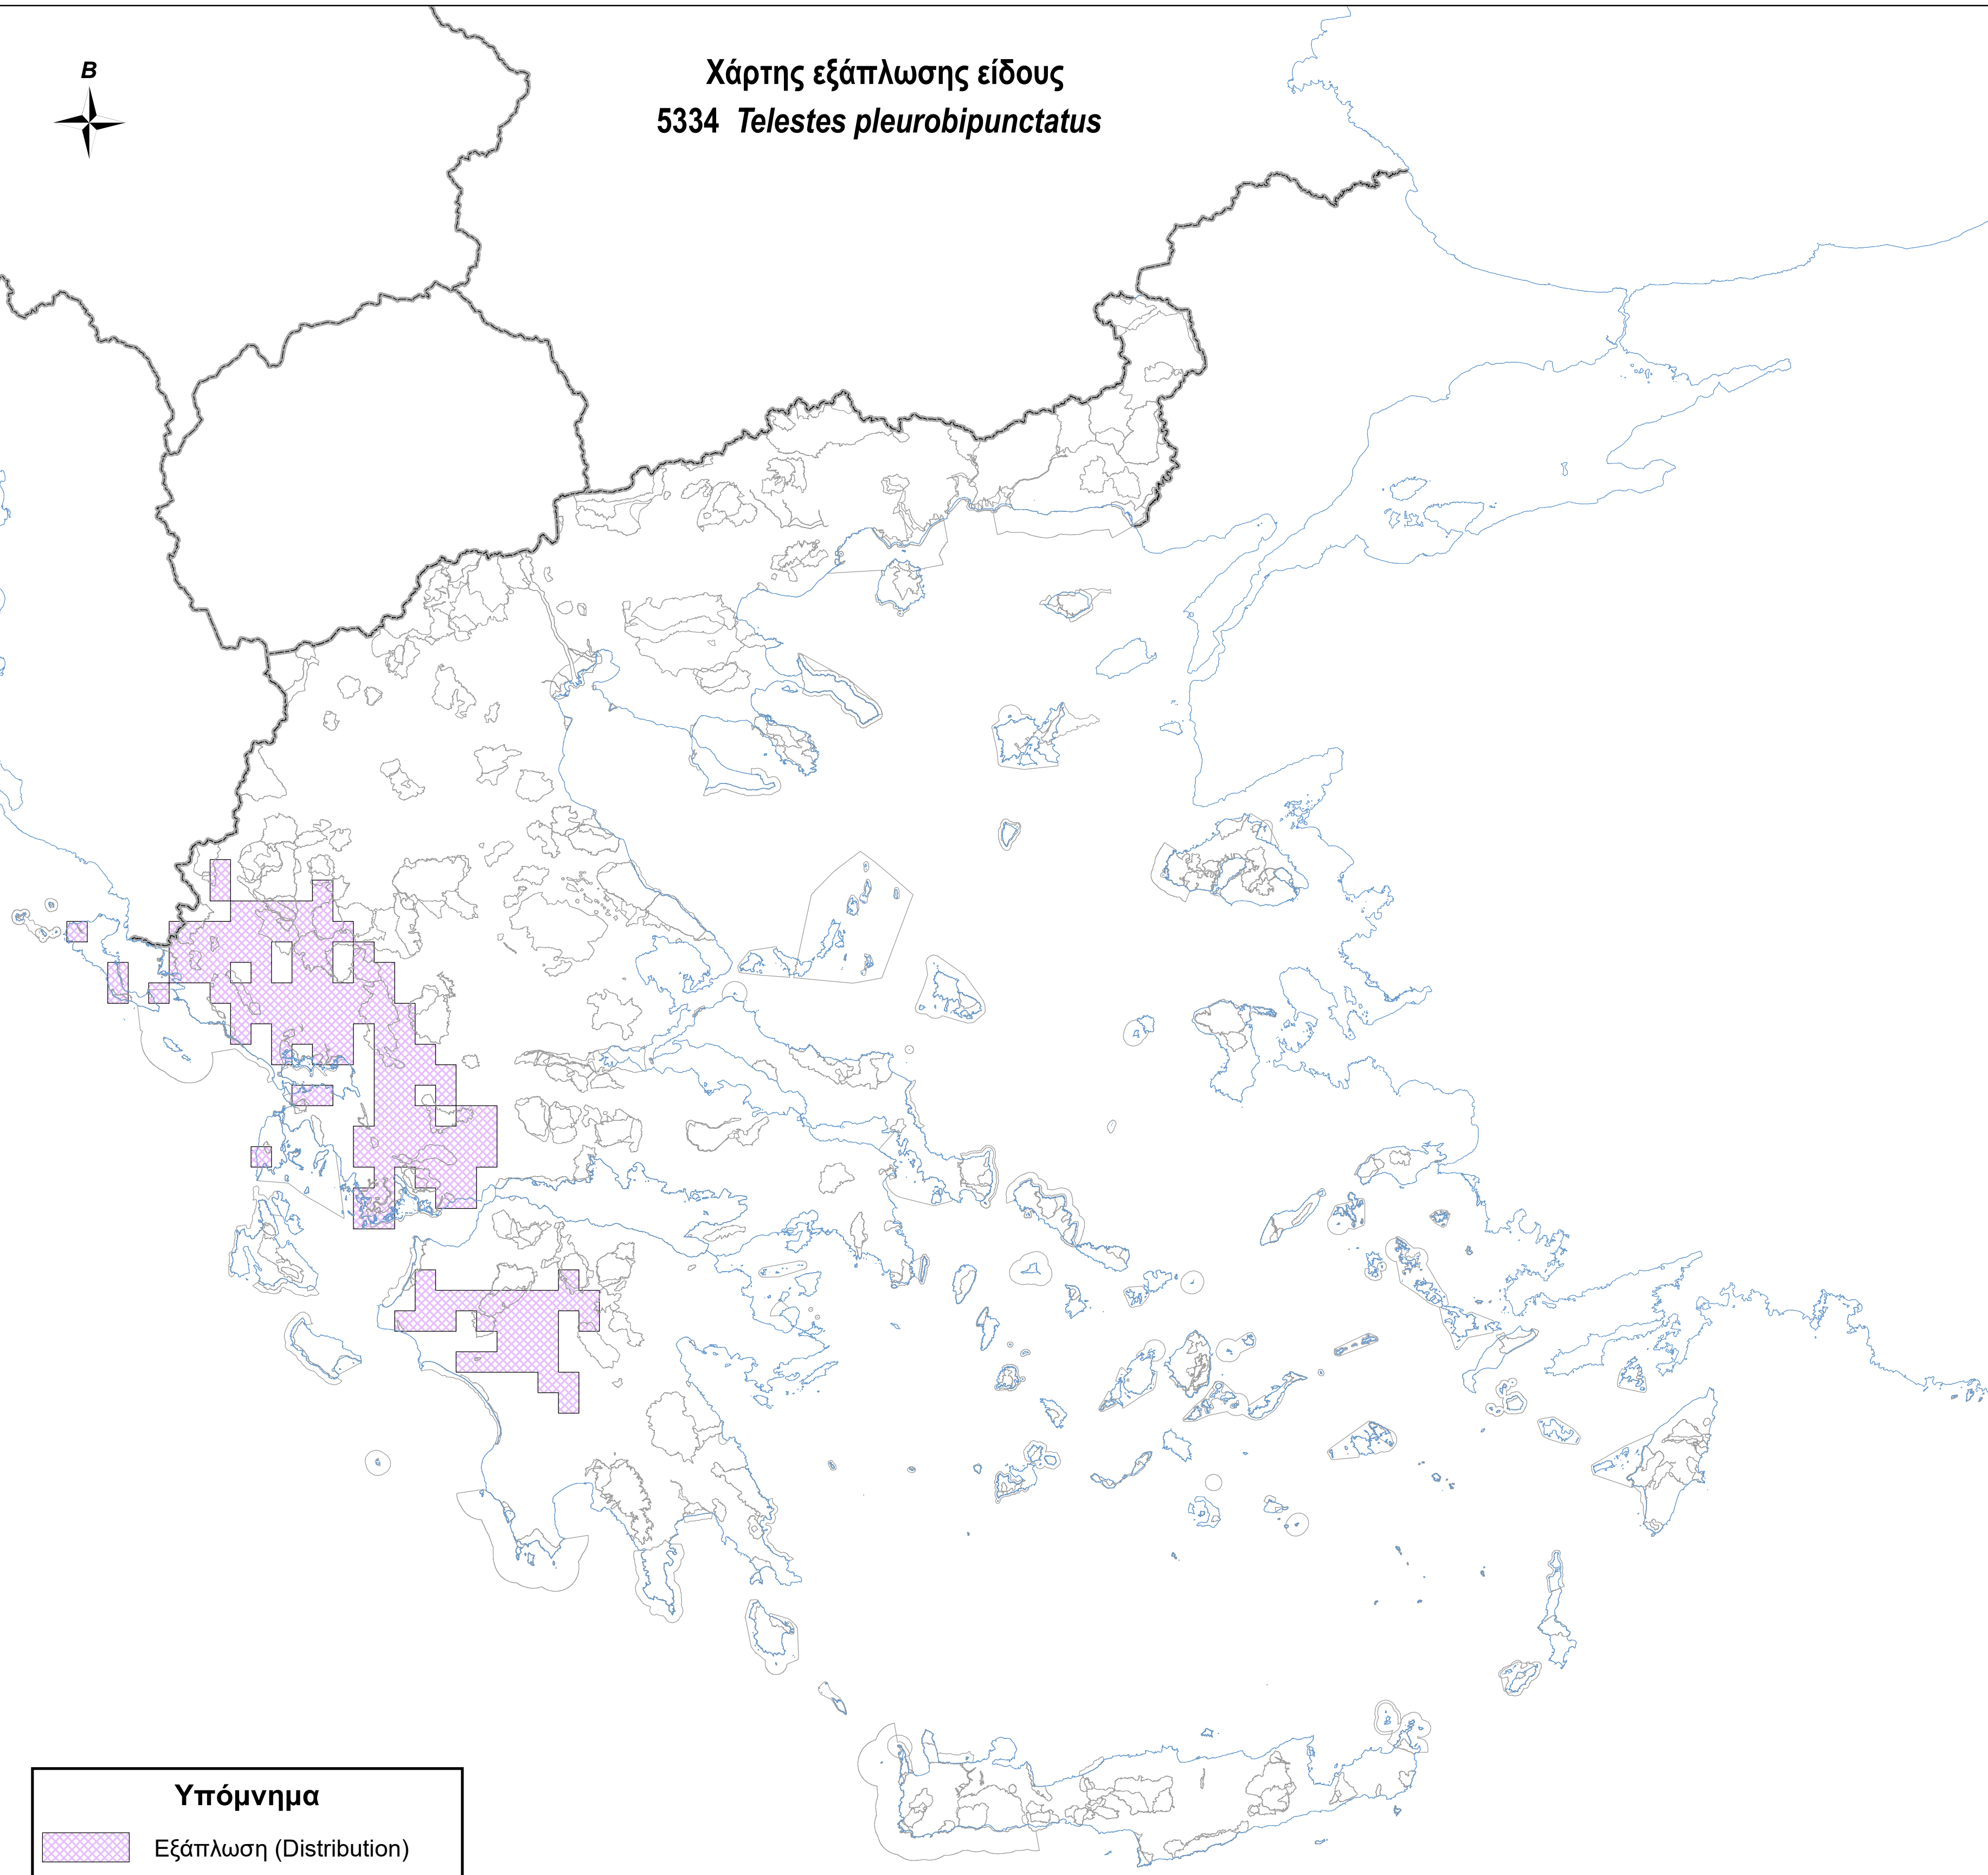 Χάρτης εξάπλωσης είδους
5334 Telestes pleurobipunctatus
Β
Υπόμνημα
Εξάπλωση (Distribution)